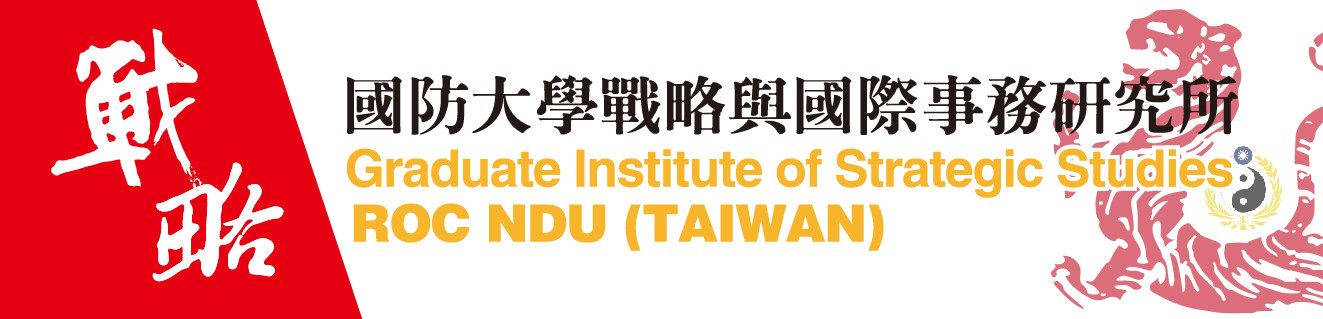 戰略
國防大學戰略與國際事務研究所
Graduate Institute of Strategic Studies
ROC NDU (TAIWAN)